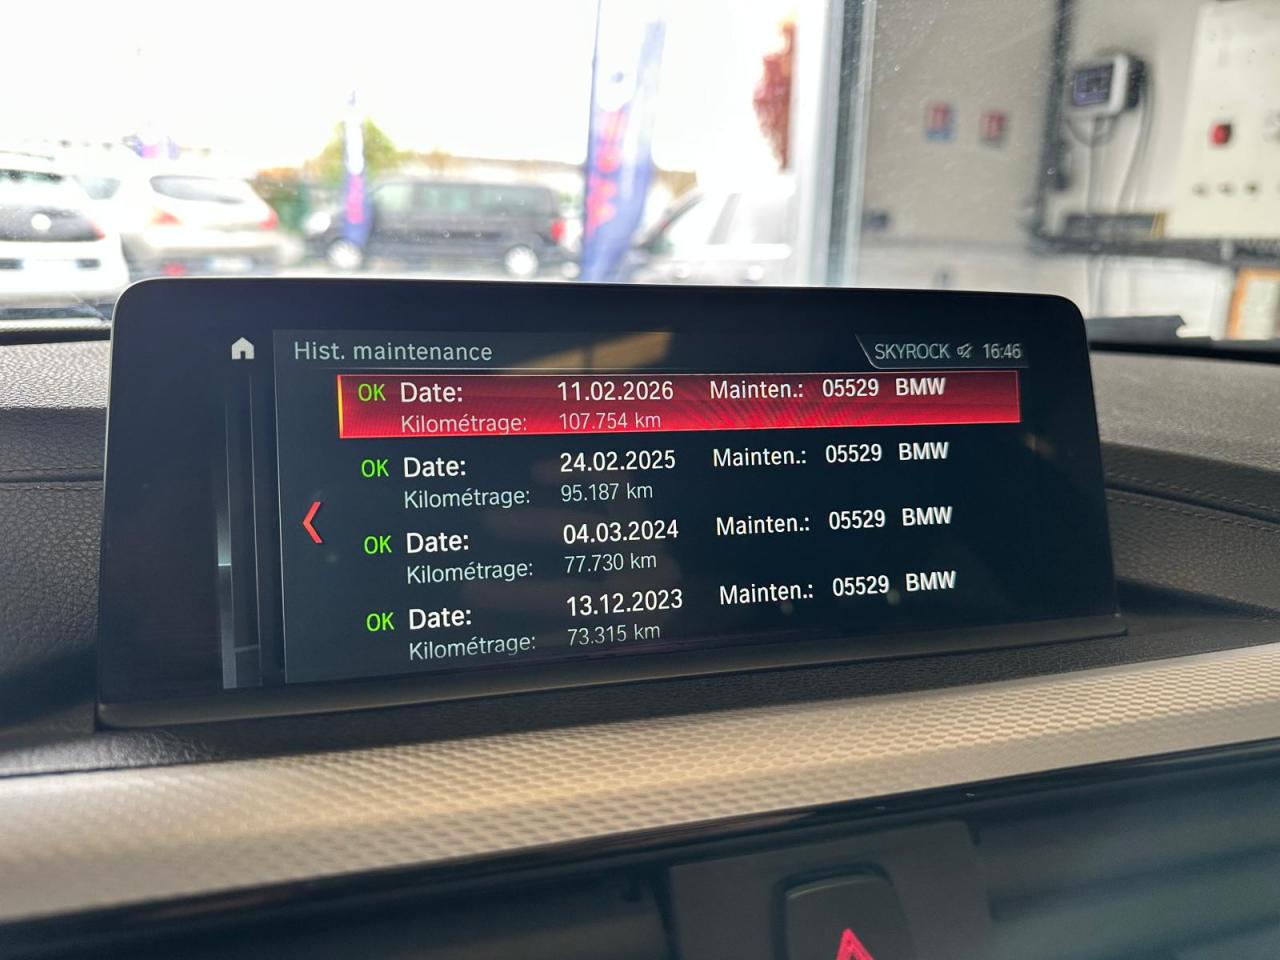 Hist. maintenance SKYROCK 16:46
OK Date: 11.02.2026 Mainten.: 05529 BMW
Kilométrage: 107.754 km
OK Date: 24.02.2025 Mainten.: 05529 BMW
Kilométrage: 95.187 km
OK Date: 04.03.2024 Mainten.: 05529 BMW
Kilométrage: 77.730 km
OK Date: 13.12.2023 Mainten.: 05529 BMW
Kilométrage: 73.315 km